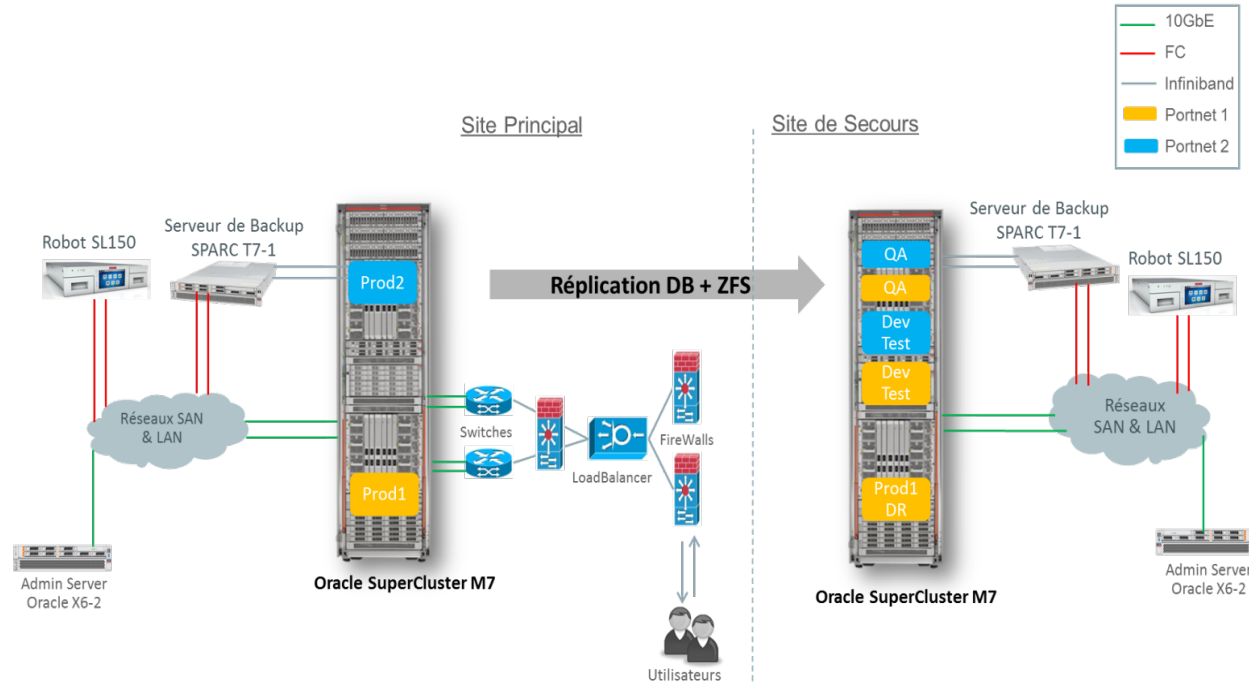 10GbE
FC
Infiniband
Portnet 1
Portnet 2
Site Principal
Site de Secours
Serveur de Backup
SPARC T7-1
Robot SL150
Prod2
Réplication DB + ZFS
Réseaux SAN
& LAN
Switches
LoadBalancer
FireWalls
Prod1
Admin Server
Oracle X6-2
Oracle SuperCluster M7
Utilisateurs
Serveur de Backup
SPARC T7-1
Robot SL150
QA
QA
Dev
Test
Dev
Test
Réseaux
SAN & LAN
Prod1
DR
Admin Server
Oracle X6-2
Oracle SuperCluster M7